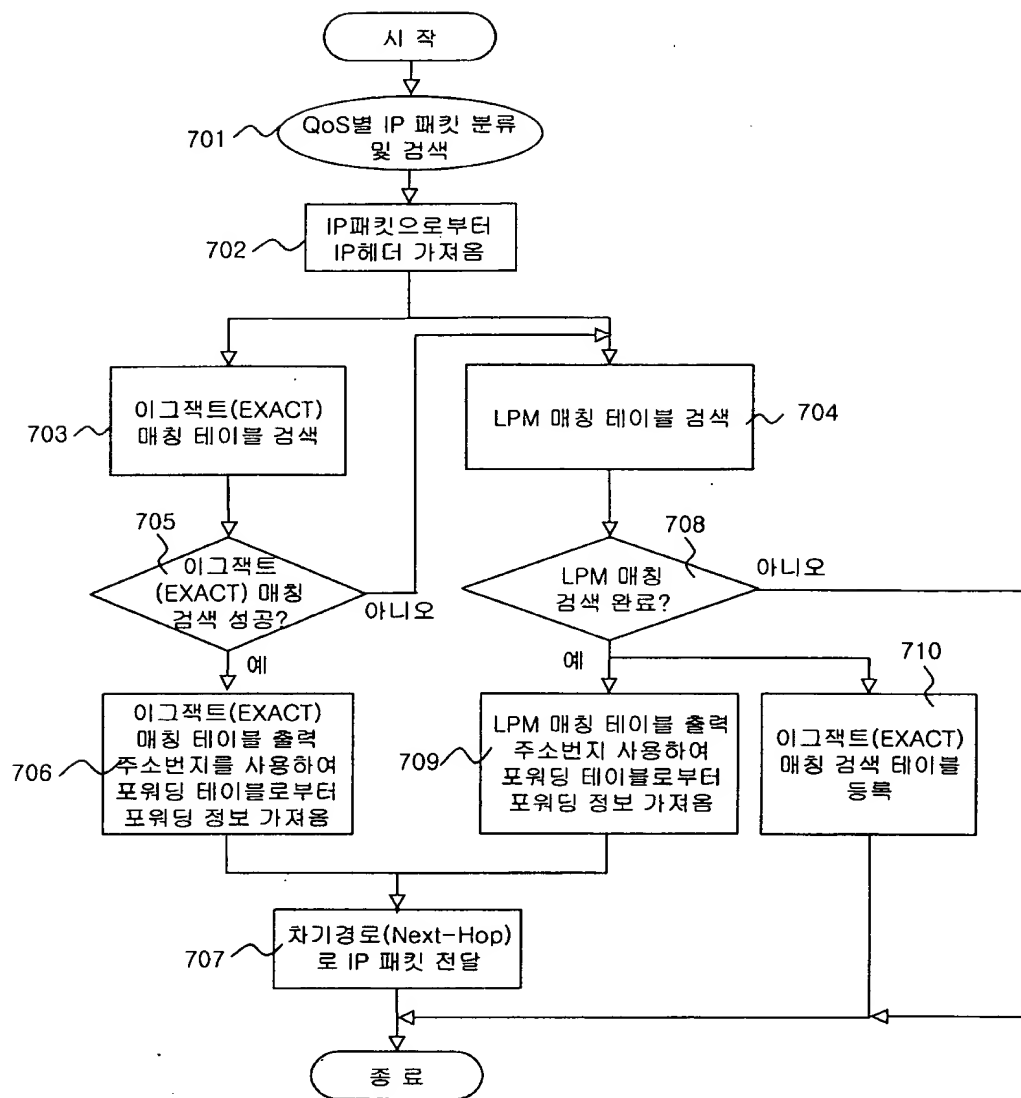 시 작
701
QoS별 IP 패킷 분류
및 검색
702
IP패킷으로부터
IP헤더 가져옴
703
이그잭트(EXACT)
매칭 테이블 검색
LPM 매칭 테이블 검색
704
705
이그잭트
(EXACT) 매칭
검색 성공?
아니오
예
708
LPM 매칭
검색 완료?
아니오
예
706
이그잭트(EXACT)
매칭 테이블 출력
주소번지를 사용하여
포워딩 테이블로부터
포워딩 정보 가져옴
709
LPM 매칭 테이블 출력
주소번지 사용하여
포워딩 테이블로부터
포워딩 정보 가져옴
710
이그잭트(EXACT)
매칭 검색 테이블
등록
707
차기경로(Next-Hop)
로 IP 패킷 전달
종 료